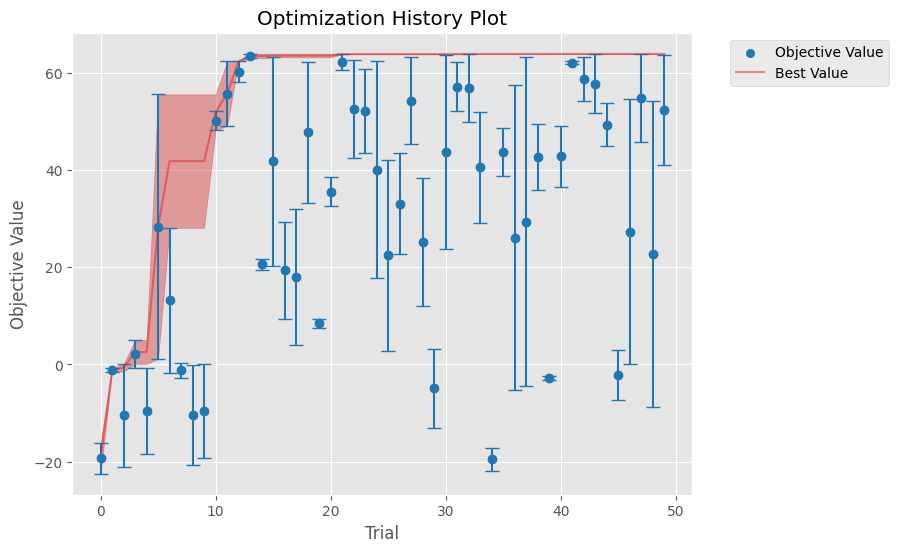 Optimization History Plot
Objective Value
Best Value
60
40
20
0
−20
Objective Value
0 10 20 30 40 50
Trial